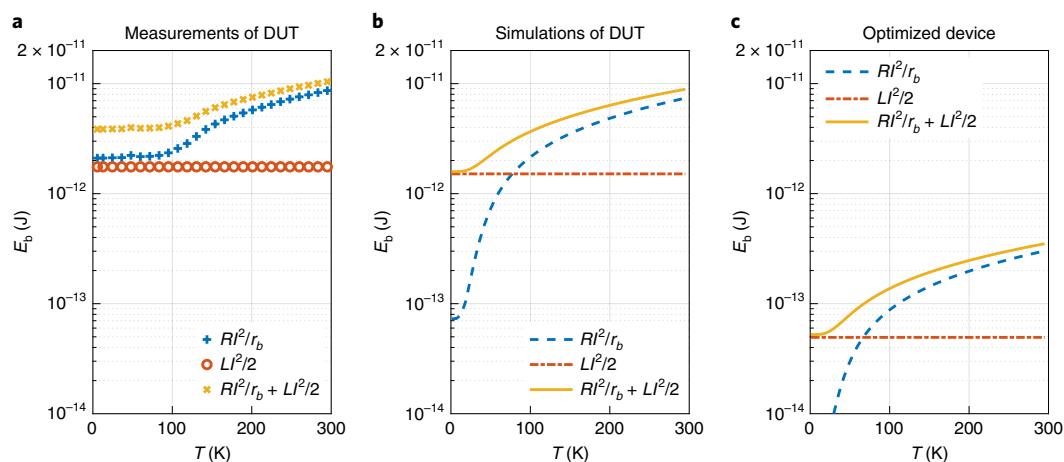 a
Measurements of DUT
2 × 10⁻¹¹
10⁻¹¹
10⁻¹²
10⁻¹³
10⁻¹⁴
E_b (J)
RI²/r_b
LI²/2
RI²/r_b + LI²/2
0 100 200 300
T (K)
b
Simulations of DUT
2 × 10⁻¹¹
10⁻¹¹
10⁻¹²
10⁻¹³
10⁻¹⁴
E_b (J)
RI²/r_b
LI²/2
RI²/r_b + LI²/2
0 100 200 300
T (K)
c
Optimized device
2 × 10⁻¹¹
10⁻¹¹
10⁻¹²
10⁻¹³
10⁻¹⁴
E_b (J)
RI²/r_b
LI²/2
RI²/r_b + LI²/2
0 100 200 300
T (K)